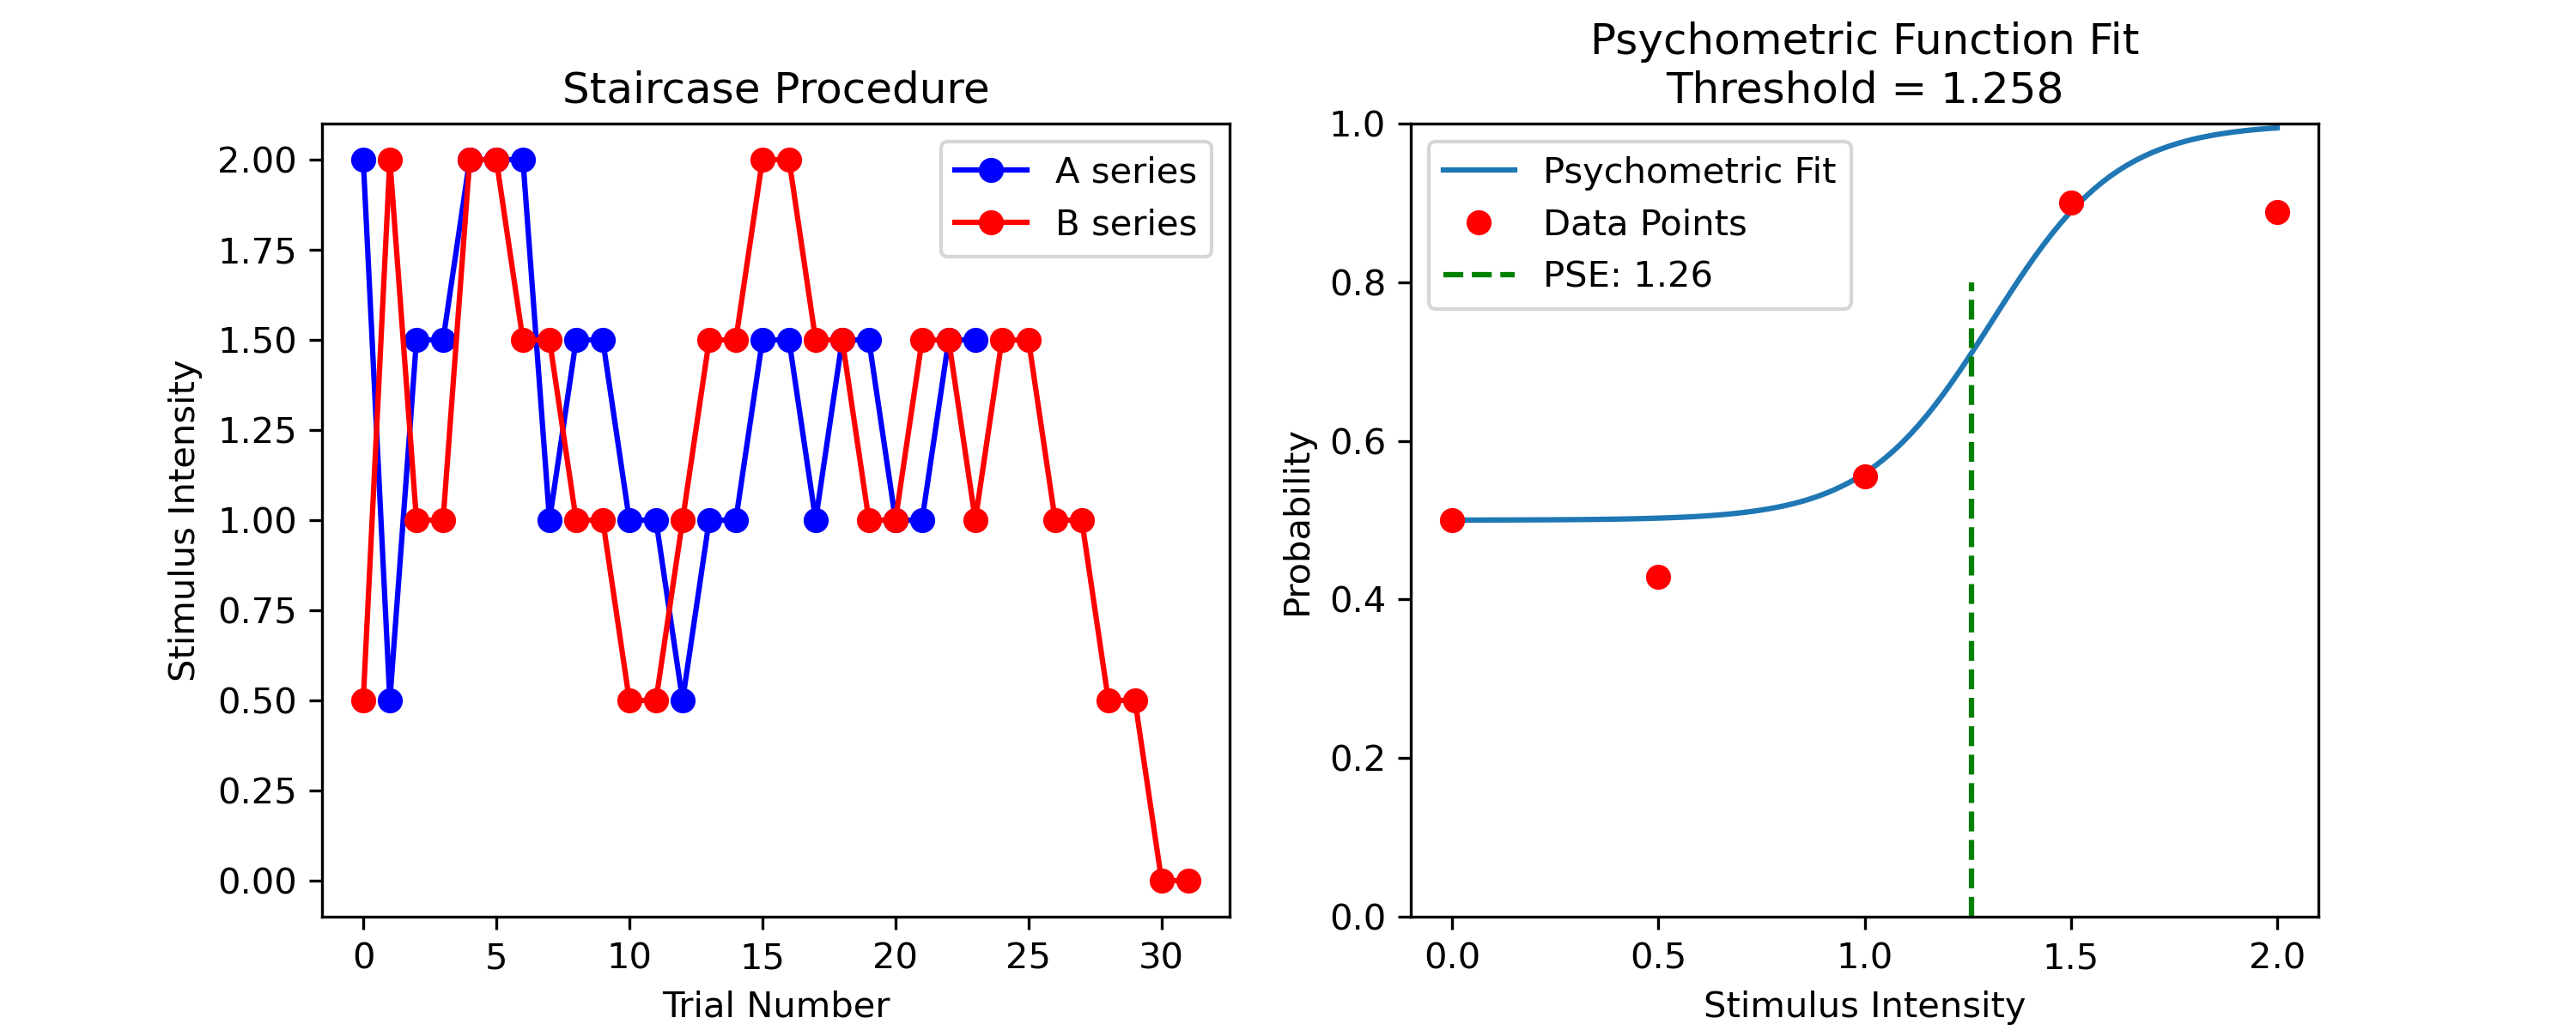 Staircase Procedure
2.00
1.75
1.50
1.25
1.00
0.75
0.50
0.25
0.00
Stimulus Intensity
0
5
10
15
20
25
30
Trial Number
A series
B series
Psychometric Function Fit
Threshold = 1.258
1.0
0.8
0.6
0.4
0.2
0.0
Probability
0.0
0.5
1.0
1.5
2.0
Stimulus Intensity
Psychometric Fit
Data Points
PSE: 1.26